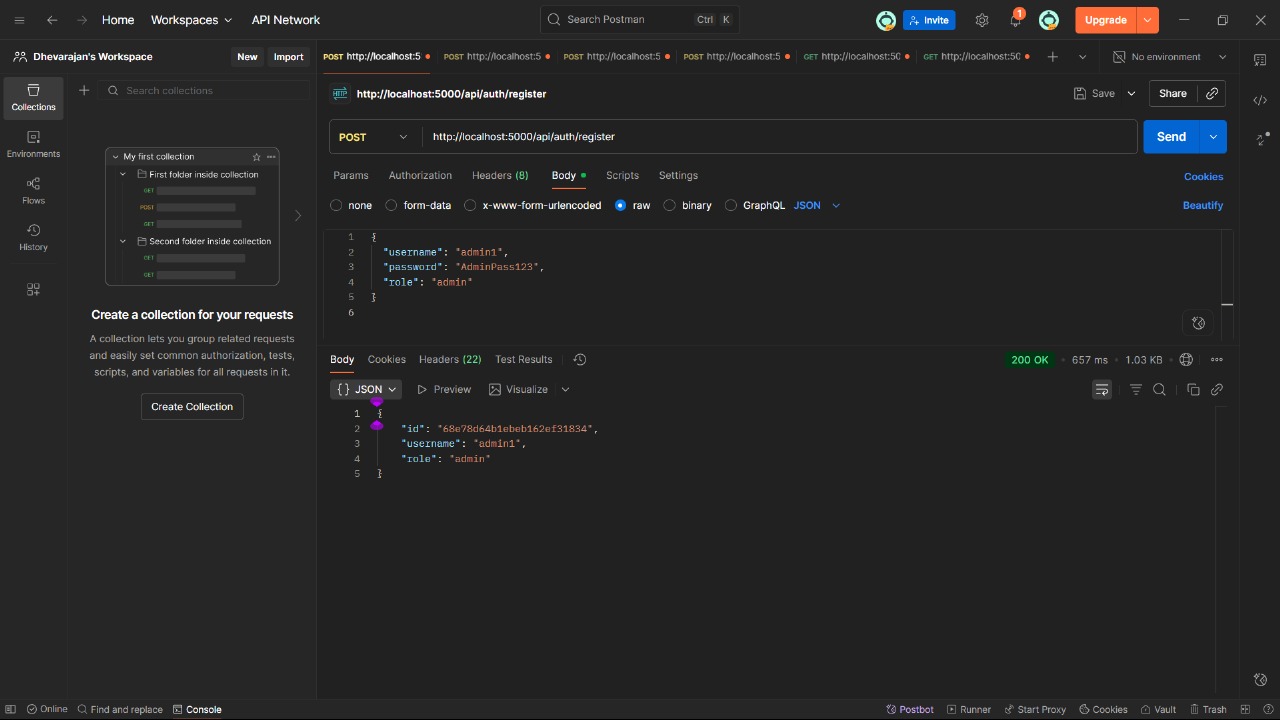 Home Workspaces API Network Search Postman Ctrl K Invite 1 Upgrade
Dhevarajan's Workspace New Import
POST http://localhost:5 POST http://localhost:5 POST http://localhost:5 POST http://localhost:5 GET http://localhost:50 GET http://localhost:50 No environment
Collections
Environments
Flows
History
Search collections
My first collection
First folder inside collection
GET
POST
GET
Second folder inside collection
GET
GET
Create a collection for your requests
A collection lets you group related requests
and easily set common authorization, tests,
scripts, and variables for all requests in it.
Create Collection
HTTP http://localhost:5000/api/auth/register Save Share
POST http://localhost:5000/api/auth/register Send
Params Authorization Headers (8) Body Scripts Settings Cookies
none form-data x-www-form-urlencoded raw binary GraphQL JSON Beautify
1 {
2 "username": "admin1",
3 "password": "AdminPass123",
4 "role": "admin"
5 }
6
Body Cookies Headers (22) Test Results 200 OK 657 ms 1.03 KB
{} JSON Preview Visualize
1 {
2 "id": "68e78d64b1ebeb162ef31834",
3 "username": "admin1",
4 "role": "admin"
5 }
Online Find and replace Console Postbot Runner Start Proxy Cookies Vault Trash